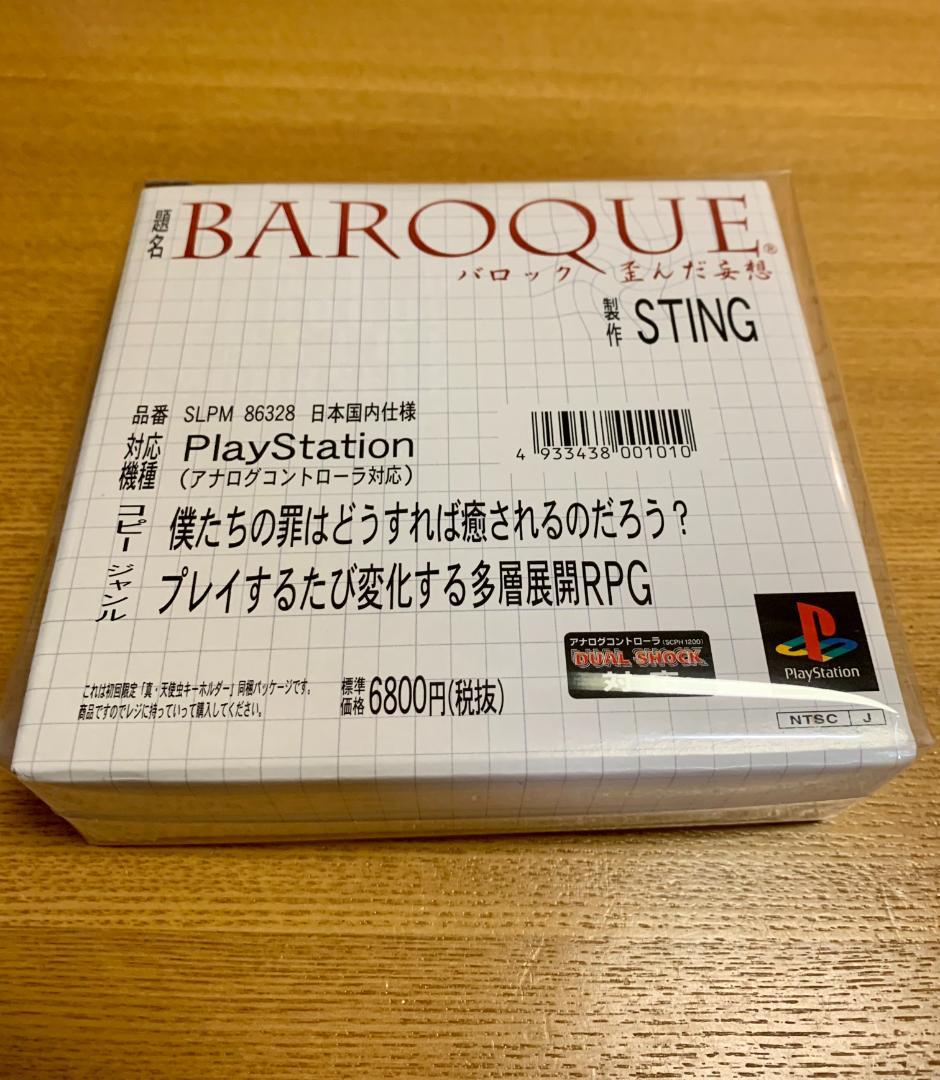 題名 BAROQUE®
バロック 歪んだ妄想
製作 STING
品番 SLPM 86328 日本国内仕様
対応機種 PlayStation
(アナログコントローラ対応)
4 933438 001010
コピー 僕たちの罪はどうすれば癒されるのだろう?
ジャンル プレイするたび変化する多層展開RPG
アナログコントローラ(SCPH 1200)
DUAL SHOCK
対応
PlayStation
これは初回限定「真・天使虫キーホルダー」同梱パッケージです。
商品ですのでレジに持っていって購入してください。
標準価格 6800円(税抜)
NTSC J